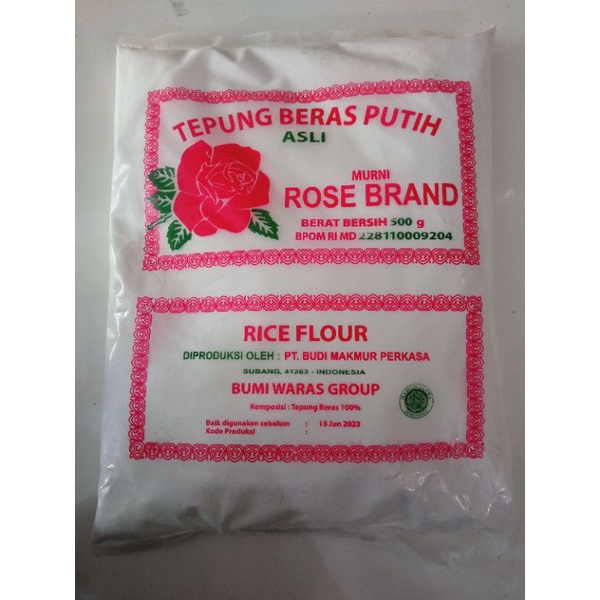 TEPUNG BERAS PUTIH
ASLI
MURNI
ROSE BRAND
BERAT BERSIH 500 g
BPOM RI MD 228110009204
RICE FLOUR
DIPRODUKSI OLEH : PT. BUDI MAKMUR PERKASA
SUBANG, 41263 - INDONESIA
BUMI WARAS GROUP
Komposisi : Tepung Beras 100%
Baik digunakan sebelum : 15 Jun 2023
Kode Produksi :